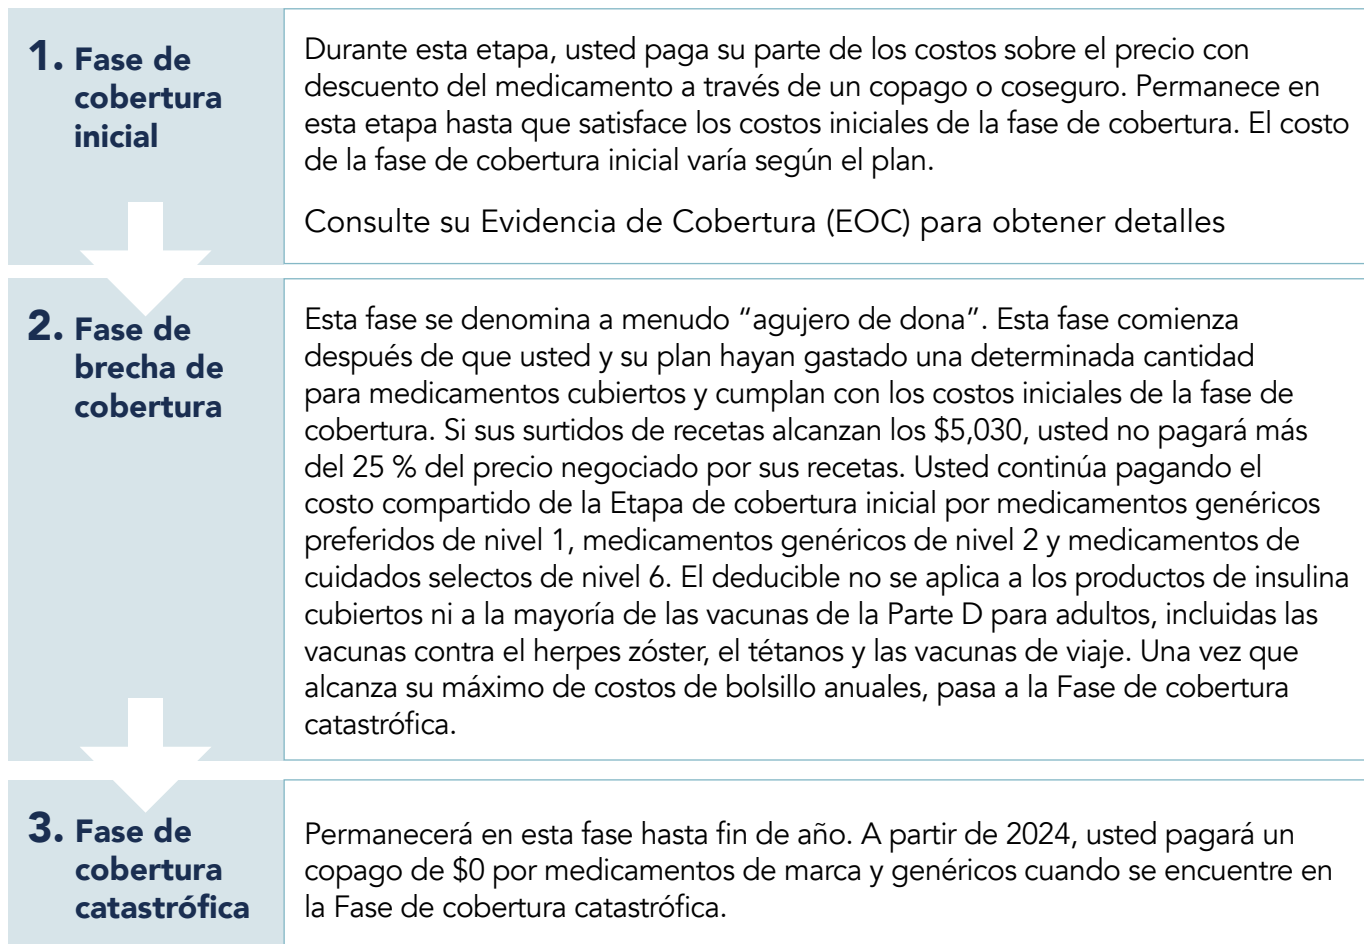 1. Fase de
cobertura
inicial
Durante esta etapa, usted paga su parte de los costos sobre el precio con
descuento del medicamento a través de un copago o coseguro. Permanece en
esta etapa hasta que satisface los costos iniciales de la fase de cobertura. El costo
de la fase de cobertura inicial varía según el plan.
Consulte su Evidencia de Cobertura (EOC) para obtener detalles
2. Fase de
brecha de
cobertura
Esta fase se denomina a menudo “agujero de dona”. Esta fase comienza
después de que usted y su plan hayan gastado una determinada cantidad
para medicamentos cubiertos y cumplan con los costos iniciales de la fase de
cobertura. Si sus surtidos de recetas alcanzan los $5,030, usted no pagará más
del 25 % del precio negociado por sus recetas. Usted continúa pagando el
costo compartido de la Etapa de cobertura inicial por medicamentos genéricos
preferidos de nivel 1, medicamentos genéricos de nivel 2 y medicamentos de
cuidados selectos de nivel 6. El deducible no se aplica a los productos de insulina
cubiertos ni a la mayoría de las vacunas de la Parte D para adultos, incluidas las
vacunas contra el herpes zóster, el tétanos y las vacunas de viaje. Una vez que
alcanza su máximo de costos de bolsillo anuales, pasa a la Fase de cobertura
catastrófica.
3. Fase de
cobertura
catastrófica
Permanecerá en esta fase hasta fin de año. A partir de 2024, usted pagará un
copago de $0 por medicamentos de marca y genéricos cuando se encuentre en
la Fase de cobertura catastrófica.